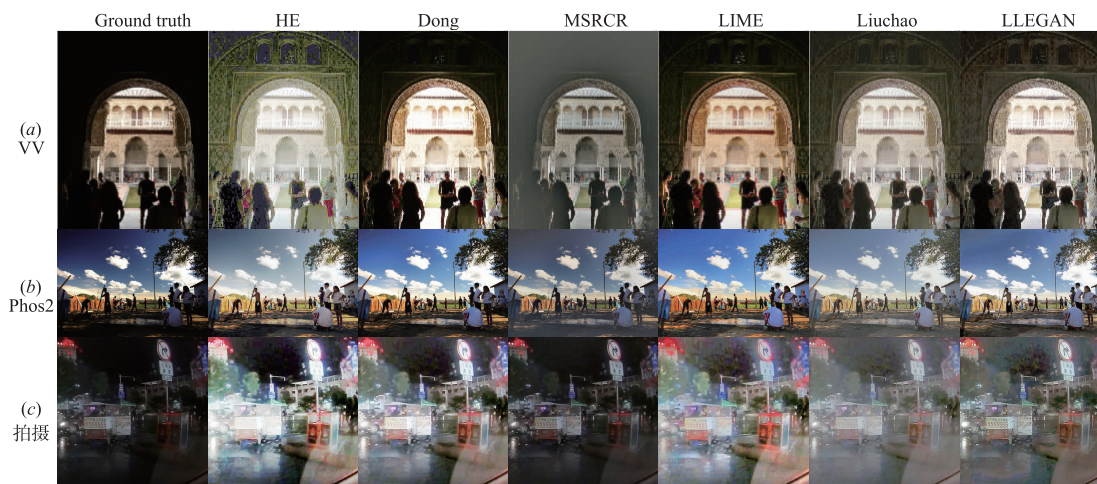 Ground truth HE Dong MSRCR LIME Liuchao LLEGAN
(a)
VV
(b)
Phos2
(c)
拍摄